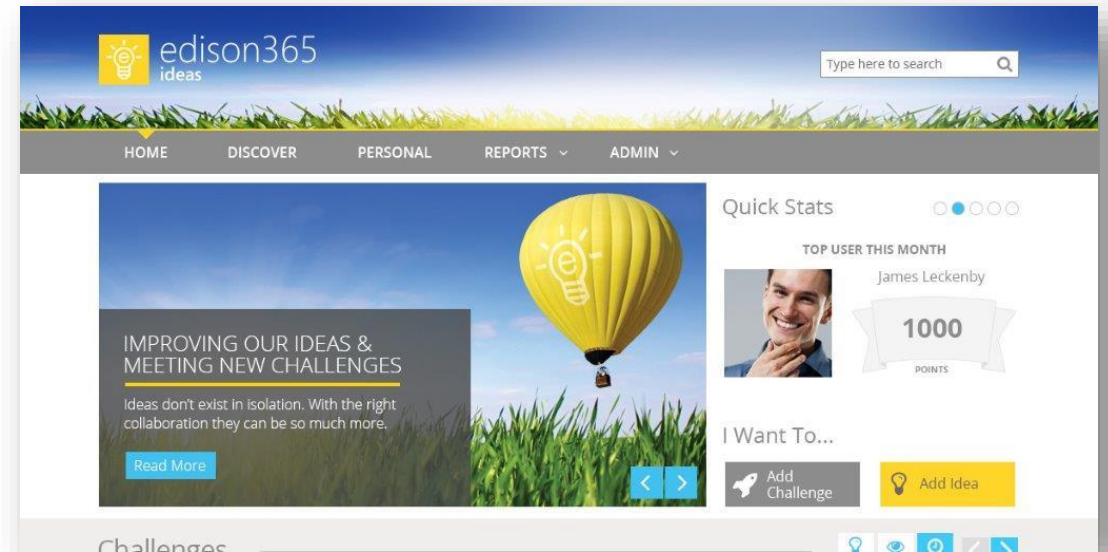 edison365
ideas
Type here to search
HOME DISCOVER PERSONAL REPORTS ADMIN
IMPROVING OUR IDEAS &
MEETING NEW CHALLENGES
Ideas don't exist in isolation. With the right
collaboration they can be so much more.
Read More
e
Quick Stats
TOP USER THIS MONTH
James Leckenby
1000
POINTS
I Want To...
Add
Challenge
Add Idea
Challenges